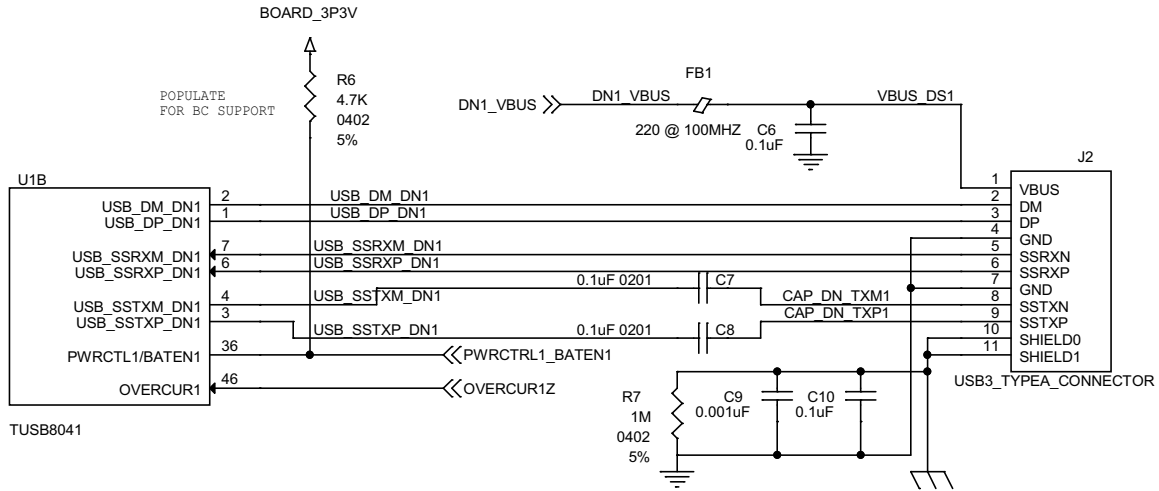 BOARD_3P3V
R6
4.7K
0402
5%
POPULATE
FOR BC SUPPORT
FB1
DN1_VBUS
DN1_VBUS
VBUS_DS1
220 @ 100MHZ
C6
0.1uF
J2
U1B
USB_DM_DN1
2
USB_DM_DN1
1
VBUS
USB_DP_DN1
1
USB_DP_DN1
2
DM
3
DP
4
GND
USB_SSRXM_DN1
7
USB_SSRXM_DN1
5
SSRXN
USB_SSRXP_DN1
6
USB_SSRXP_DN1
6
SSRXP
7
GND
USB_SSTXM_DN1
4
USB_SSTXM_DN1
0.1uF 0201
C7
CAP_DN_TXM1
8
SSTXN
USB_SSTXP_DN1
3
USB_SSTXP_DN1
0.1uF 0201
C8
CAP_DN_TXP1
9
SSTXP
10
SHIELD0
11
SHIELD1
PWRCTL1/BATEN1
36
PWRCTRL1_BATEN1
OVERCUR1
46
OVERCUR1Z
USB3_TYPEA_CONNECTOR
TUSB8041
R7
1M
0402
5%
C9
0.001uF
C10
0.1uF